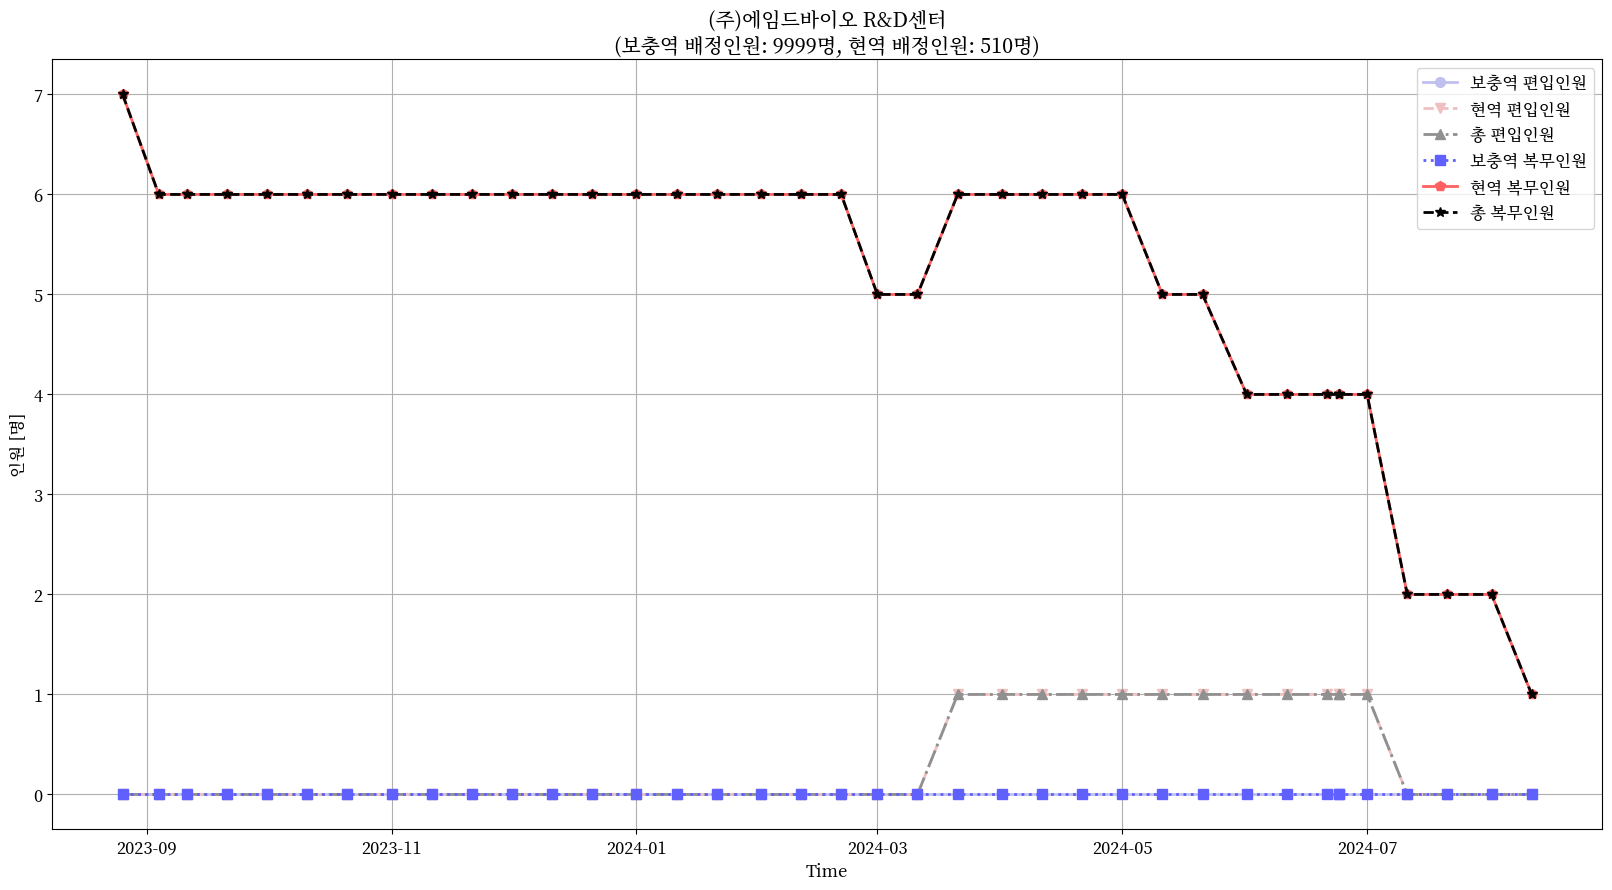 (주)에임드바이오 R&D센터
(보충역 배정인원: 9999명, 현역 배정인원: 510명)
보충역 편입인원
현역 편입인원
총 편입인원
보충역 복무인원
현역 복무인원
총 복무인원
인원 [명]
7
6
5
4
3
2
1
0
2023-09
2023-11
2024-01
2024-03
2024-05
2024-07
Time